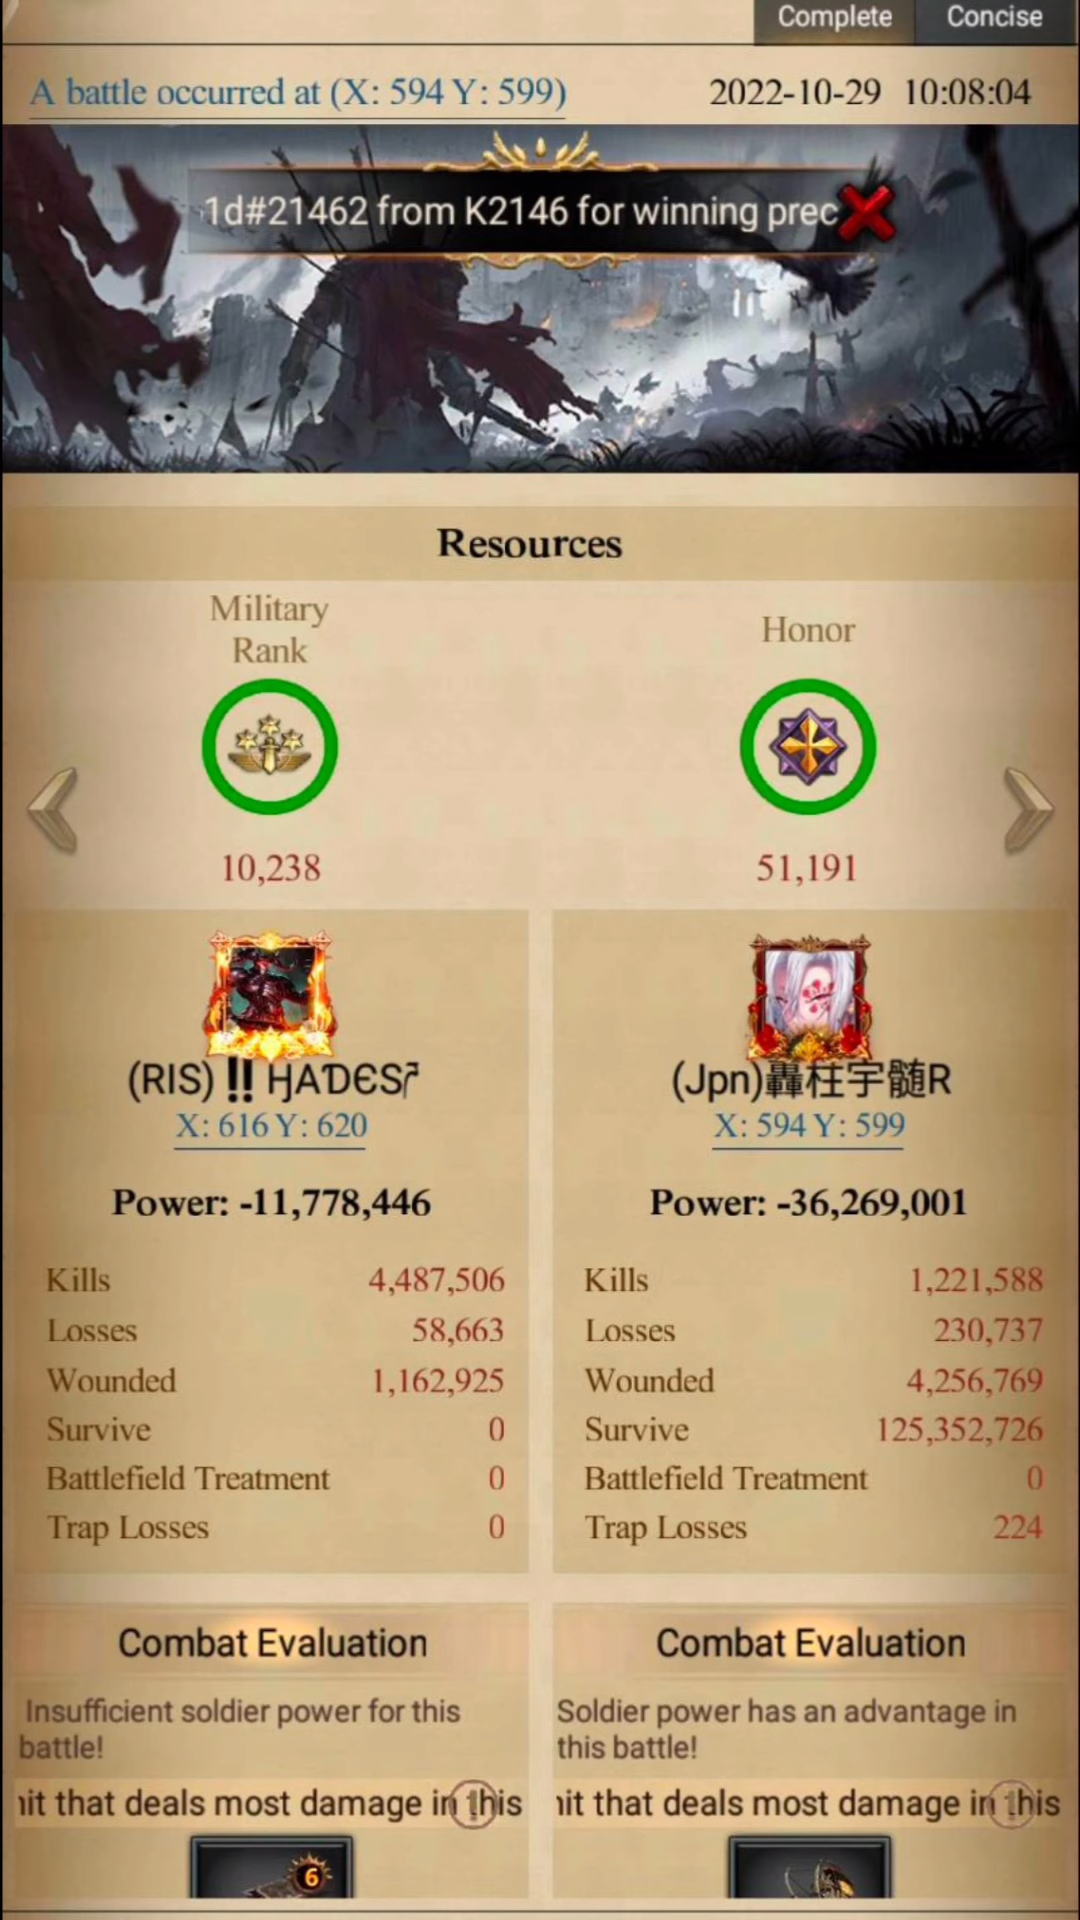 Complete
Concise
A battle occurred at (X: 594 Y: 599)
2022-10-29 10:08:04
1d#21462 from K2146 for winning prec
Resources
Military
Rank
Honor
10,238
51,191
(RIS)‼ӇAƊЄS
X: 616 Y: 620
Power: -11,778,446
Kills 4,487,506
Losses 58,663
Wounded 1,162,925
Survive 0
Battlefield Treatment 0
Trap Losses 0
(Jpn)轟柱宇髄R
X: 594 Y: 599
Power: -36,269,001
Kills 1,221,588
Losses 230,737
Wounded 4,256,769
Survive 125,352,726
Battlefield Treatment 0
Trap Losses 224
Combat Evaluation
Insufficient soldier power for this
battle!
nit that deals most damage in this
6
Combat Evaluation
Soldier power has an advantage in
this battle!
nit that deals most damage in this